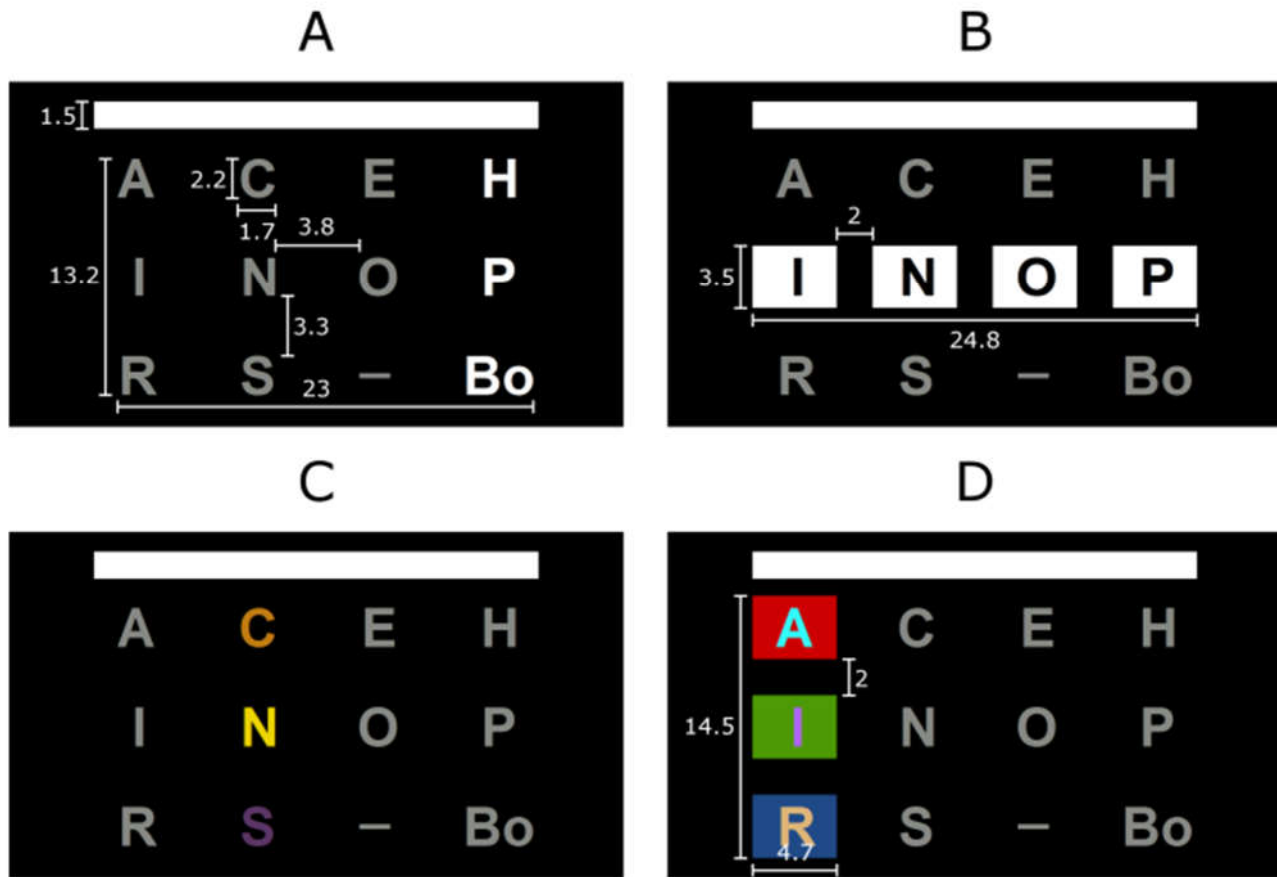 A B
1.5
A 2.2 C E H
1.7 3.8
13.2 I N O P
3.3
R S – Bo
23
A C E H
2
3.5 I N O P
24.8
R S – Bo
C D
A C E H
I N O P
R S – Bo
A C E H
2
14.5 I N O P
R S – Bo
4.7